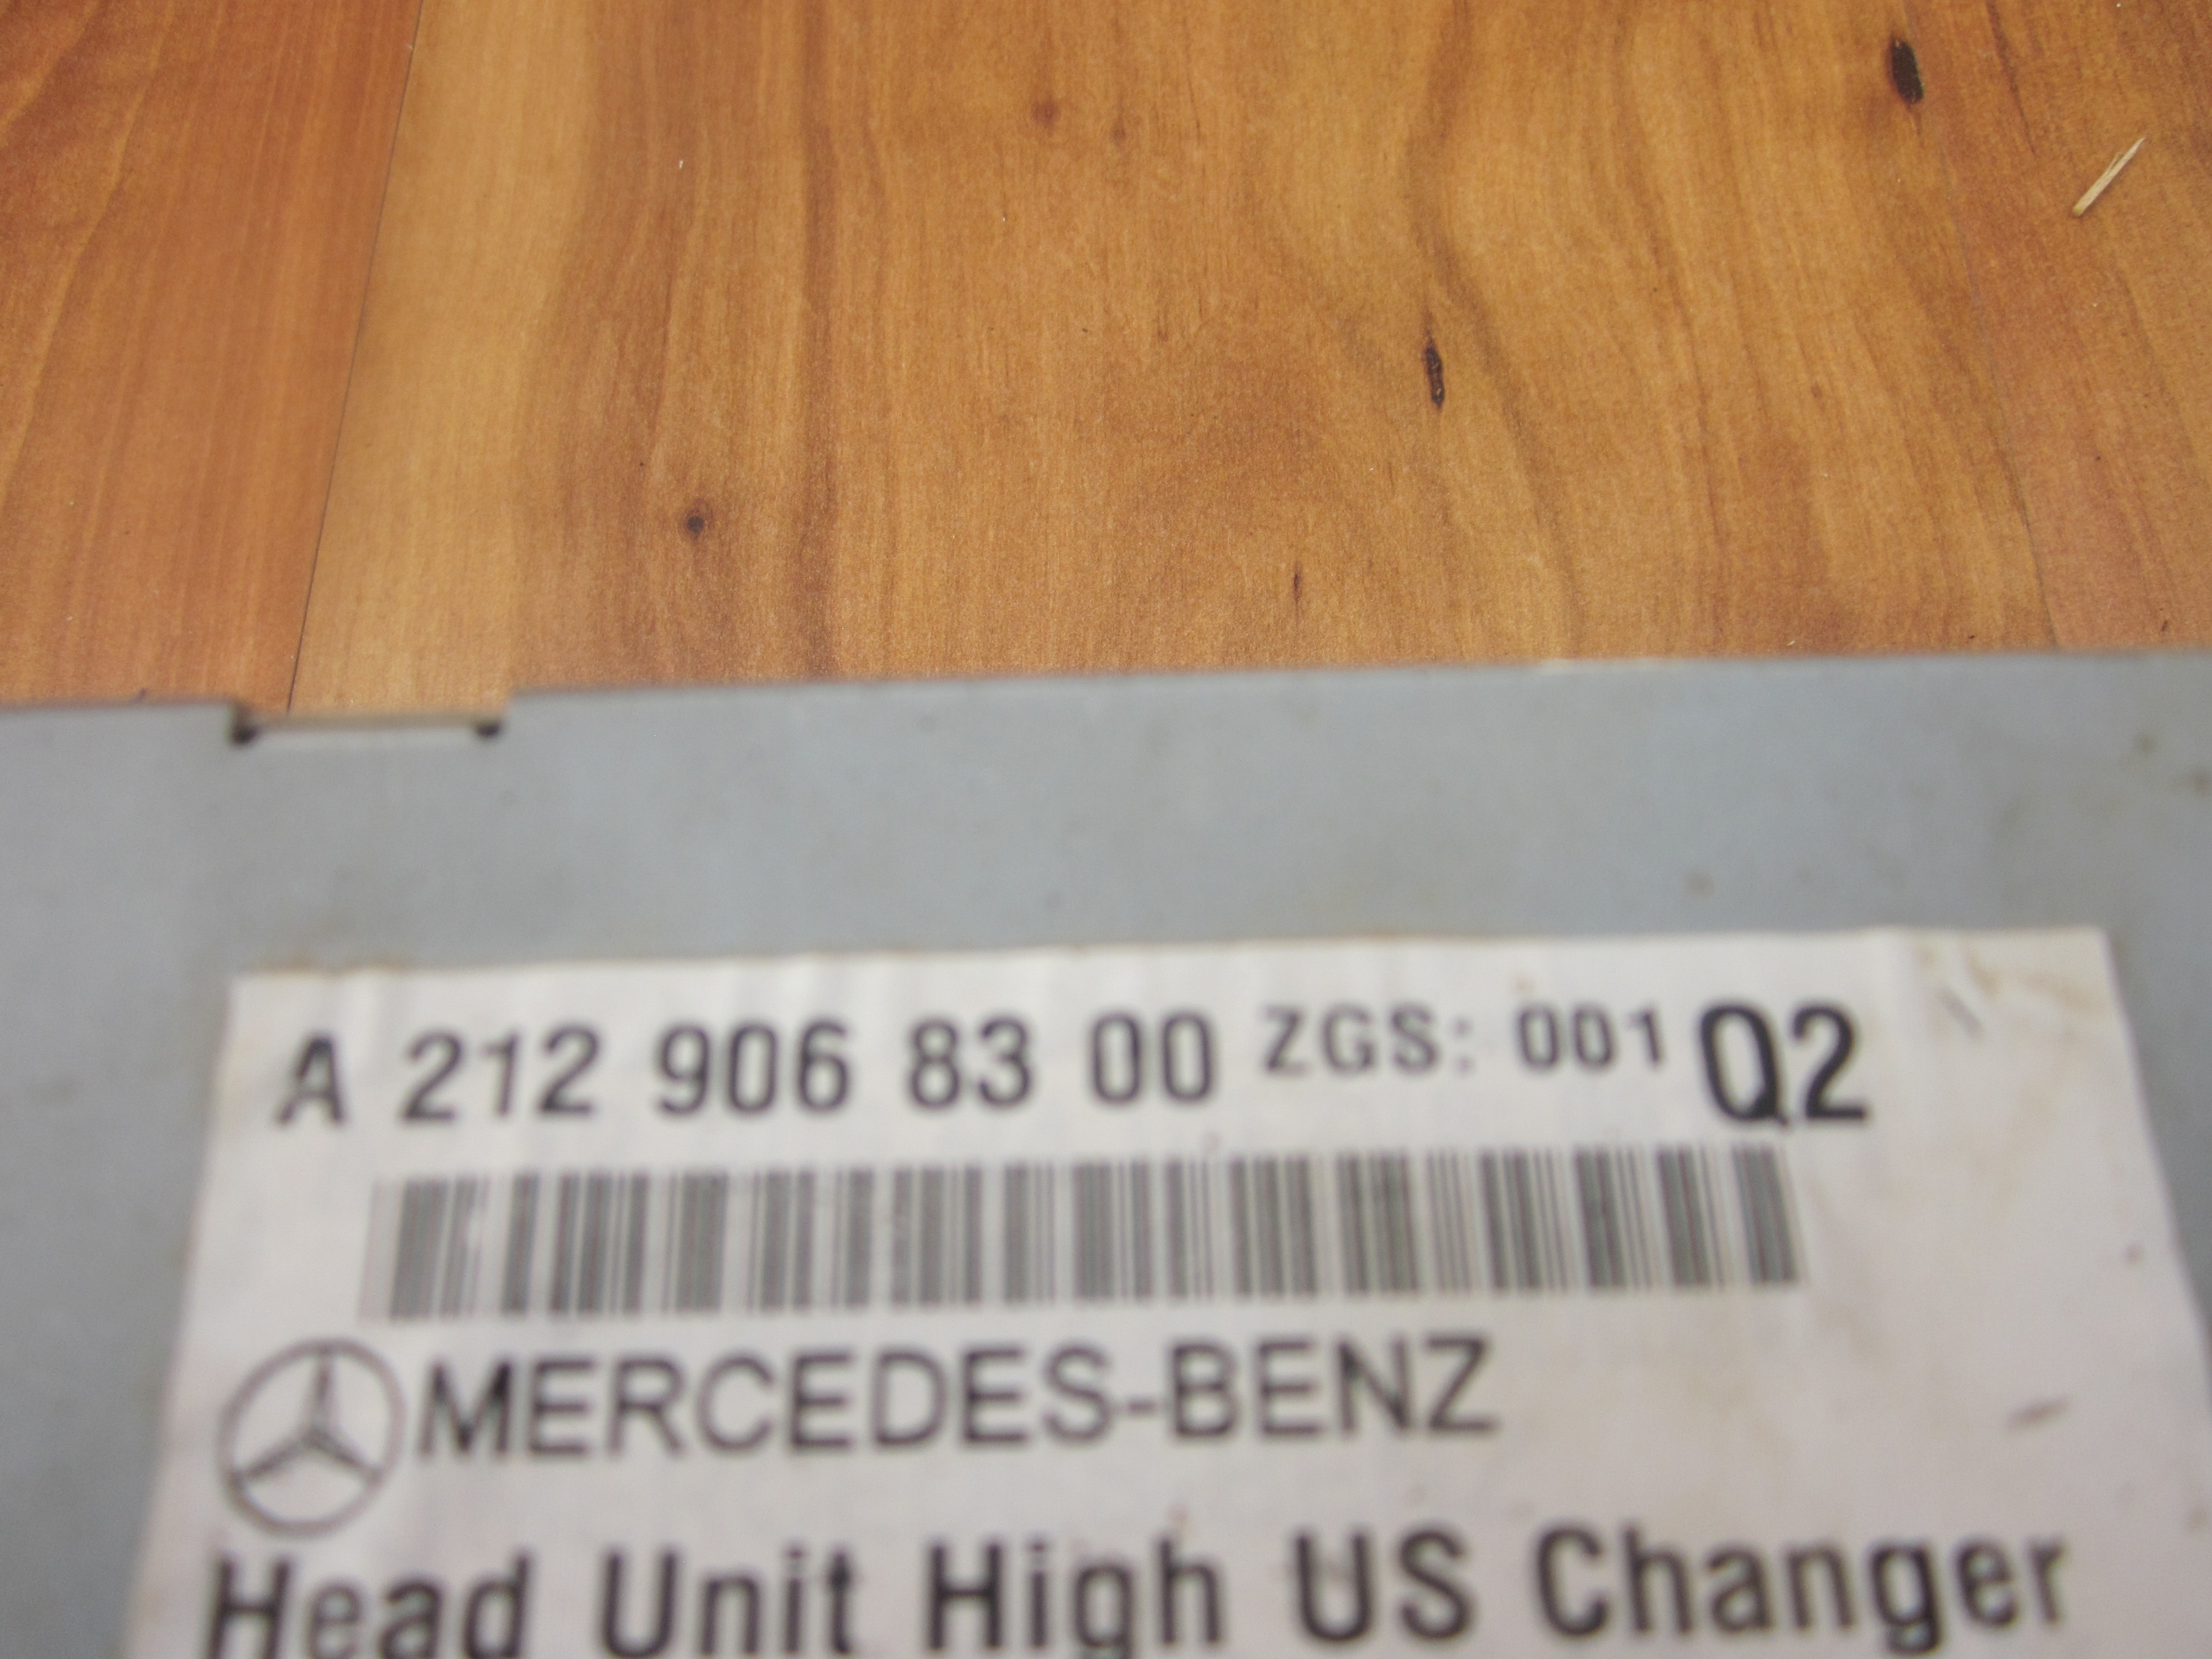 A 212 906 83 00 ZGS: 001 Q2
MERCEDES-BENZ
Head Unit High US Changer